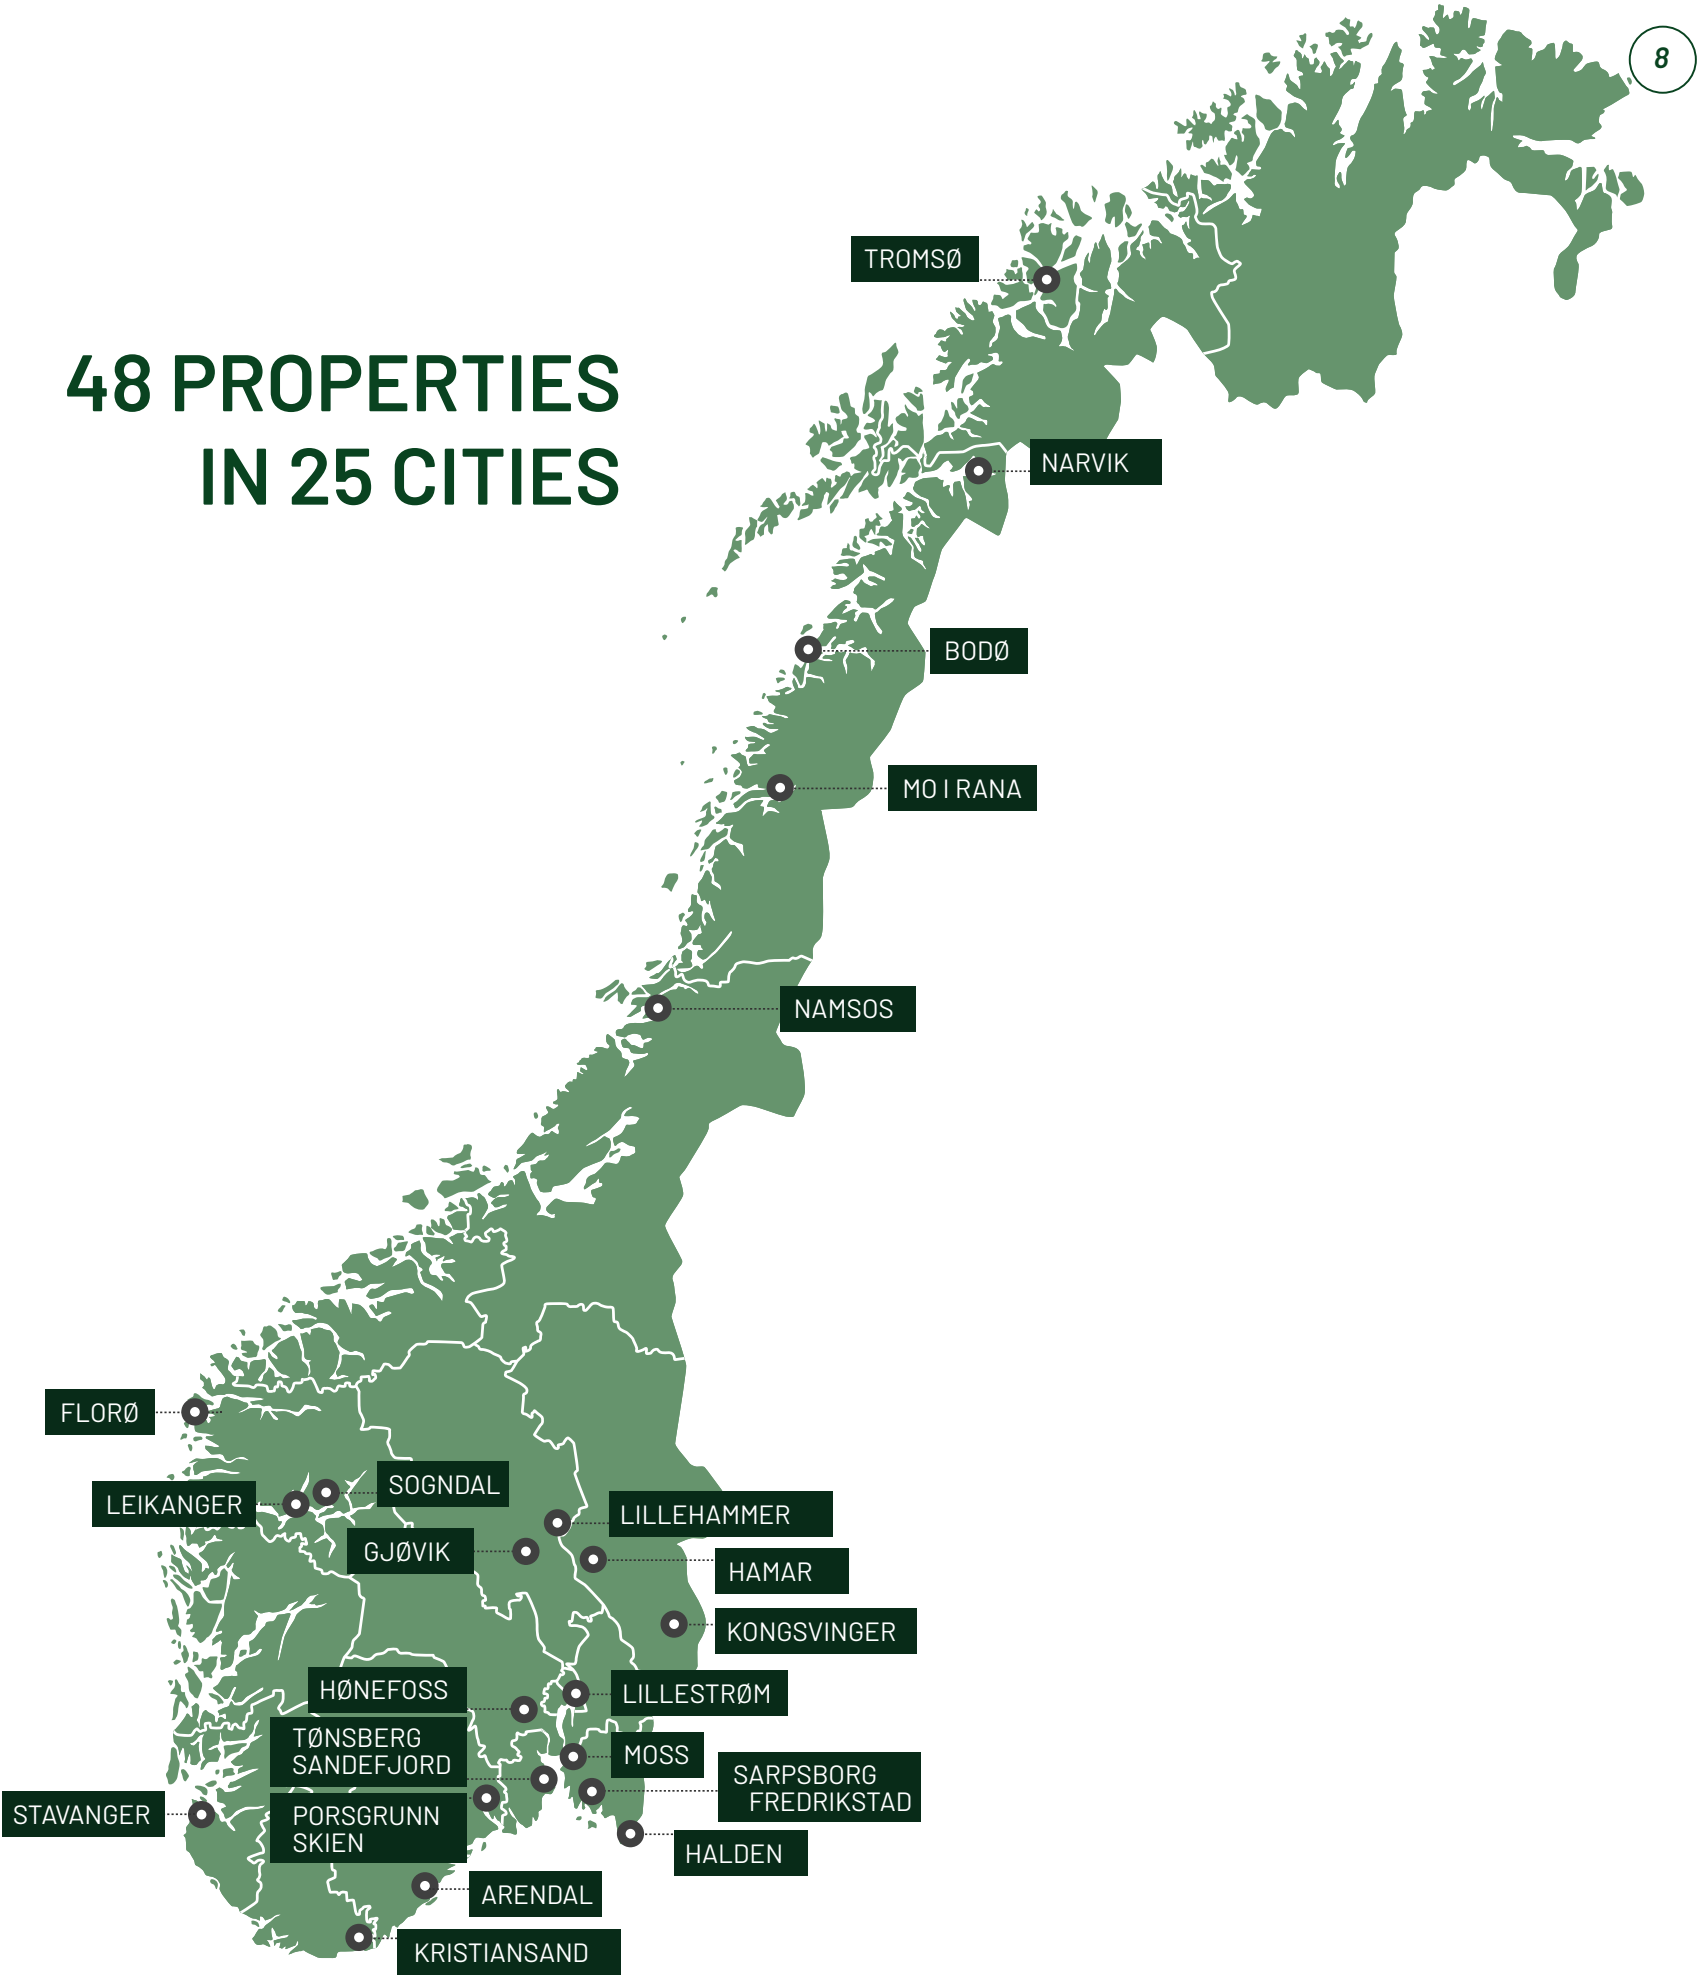 8
48 PROPERTIES
IN 25 CITIES
TROMSØ
NARVIK
BODØ
MO I RANA
NAMSOS
FLORØ
SOGNDAL
LEIKANGER
LILLEHAMMER
GJØVIK
HAMAR
KONGSVINGER
HØNEFOSS
LILLESTRØM
TØNSBERG
SANDEFJORD
MOSS
SARPSBORG
FREDRIKSTAD
STAVANGER
PORSGRUNN
SKIEN
HALDEN
ARENDAL
KRISTIANSAND